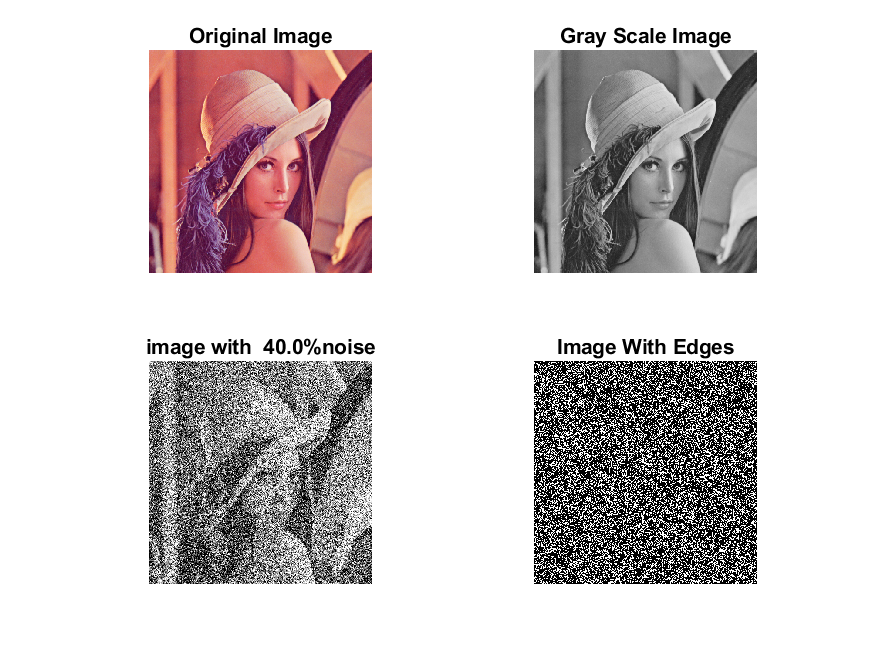 Original Image
Gray Scale Image
image with  40.0%noise
Image With Edges